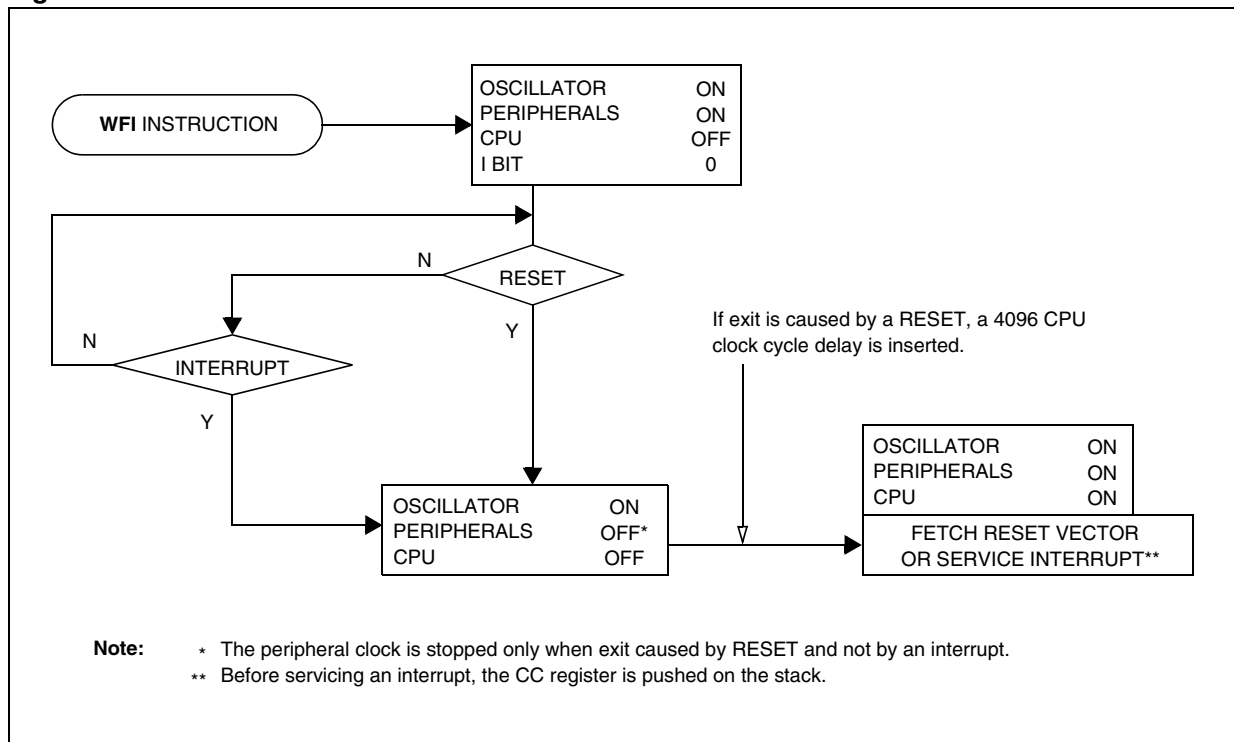 WFI INSTRUCTION
OSCILLATOR ON
PERIPHERALS ON
CPU OFF
I BIT 0
N
RESET
Y
N
INTERRUPT
Y
If exit is caused by a RESET, a 4096 CPU
clock cycle delay is inserted.
OSCILLATOR ON
PERIPHERALS OFF*
CPU OFF
OSCILLATOR ON
PERIPHERALS ON
CPU ON
FETCH RESET VECTOR
OR SERVICE INTERRUPT**
Note: * The peripheral clock is stopped only when exit caused by RESET and not by an interrupt.
** Before servicing an interrupt, the CC register is pushed on the stack.